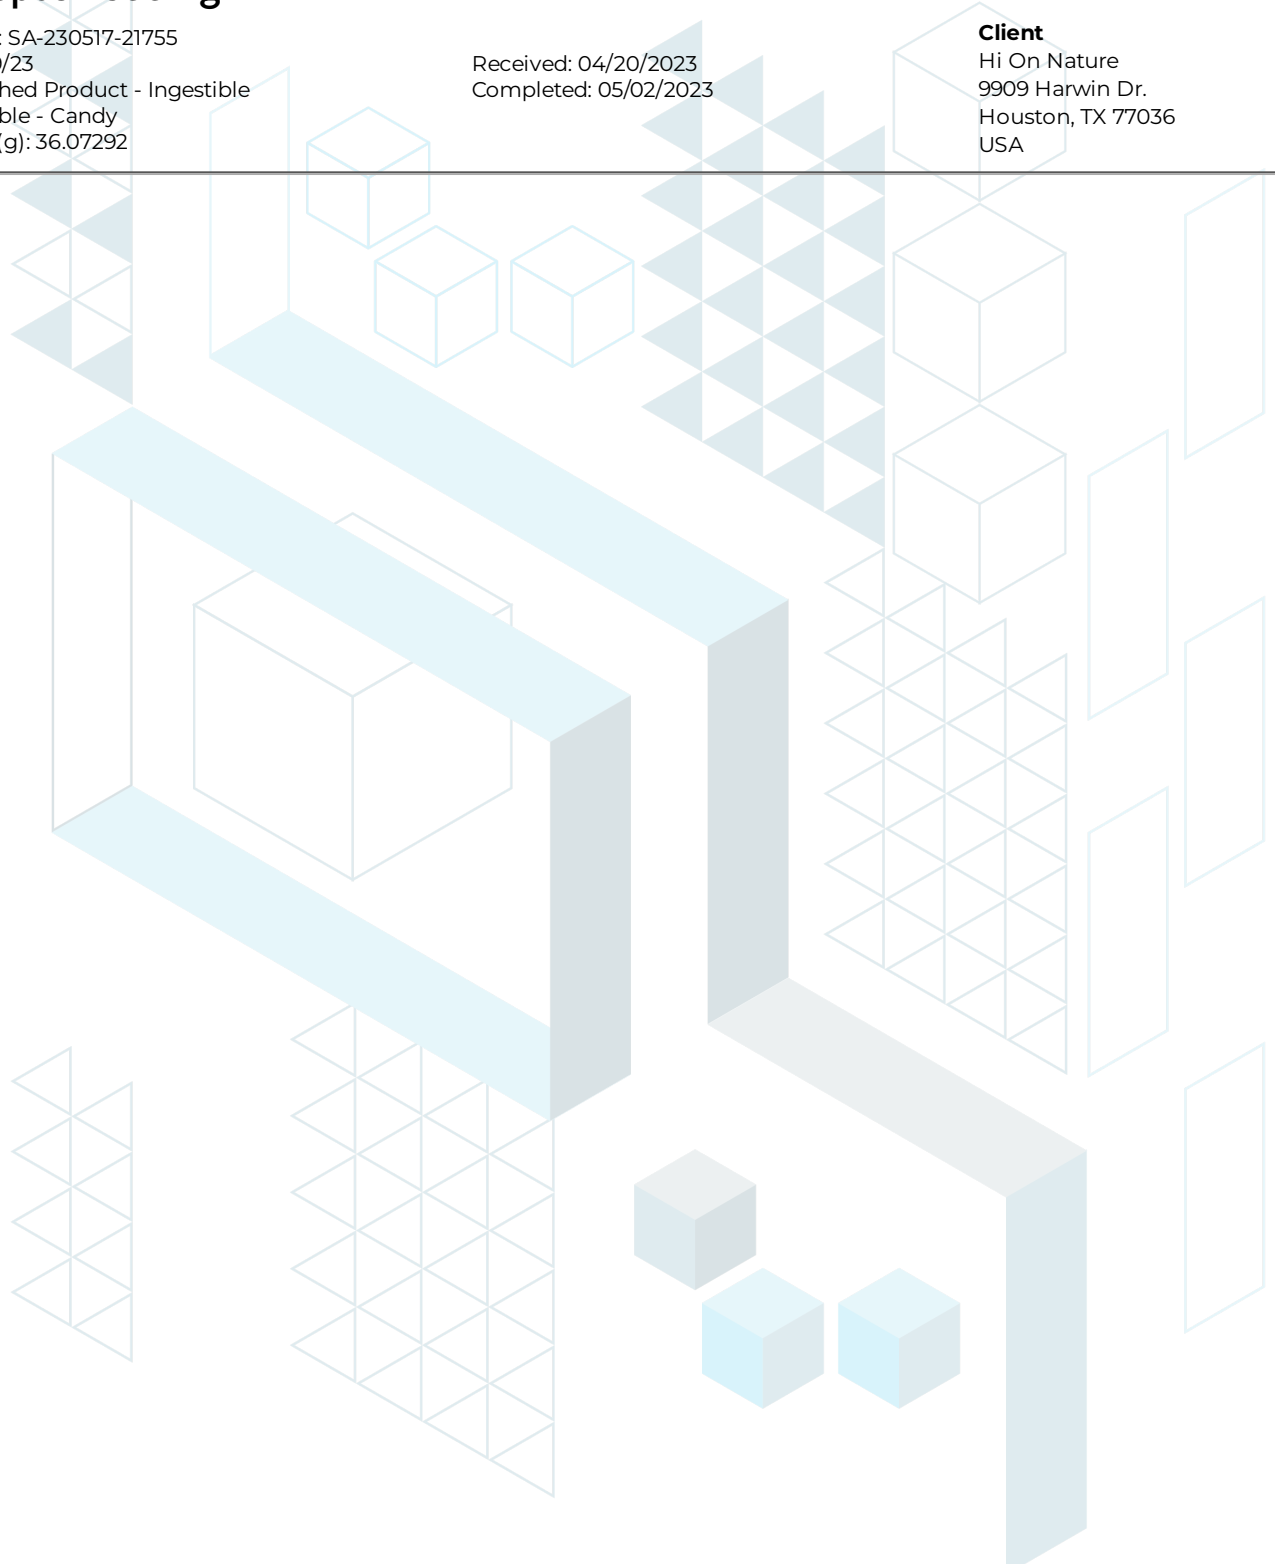 : SA-230517-21755
/23
hed Product - Ingestible
ble - Candy
(g): 36.07292
Received: 04/20/2023
Completed: 05/02/2023
Client
Hi On Nature
9909 Harwin Dr.
Houston, TX 77036
USA